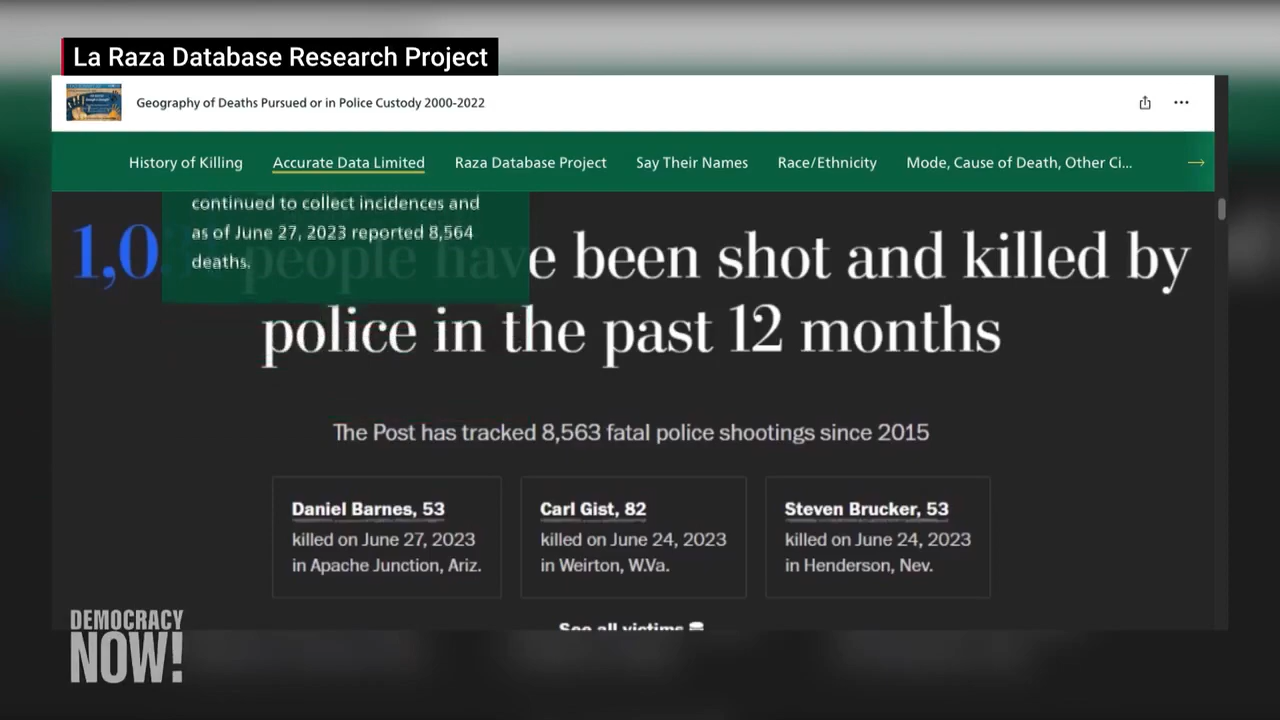 La Raza Database Research Project
Geography of Deaths Pursued or in Police Custody 2000-2022
History of Killing Accurate Data Limited Raza Database Project Say Their Names Race/Ethnicity Mode, Cause of Death, Other Ci...
continued to collect incidences and
as of June 27, 2023 reported 8,564
deaths.
people have been shot and killed by
police in the past 12 months
The Post has tracked 8,563 fatal police shootings since 2015
Daniel Barnes, 53
killed on June 27, 2023
in Apache Junction, Ariz.
Carl Gist, 82
killed on June 24, 2023
in Weirton, W.Va.
Steven Brucker, 53
killed on June 24, 2023
in Henderson, Nev.
See all victims
DEMOCRACY
NOW!